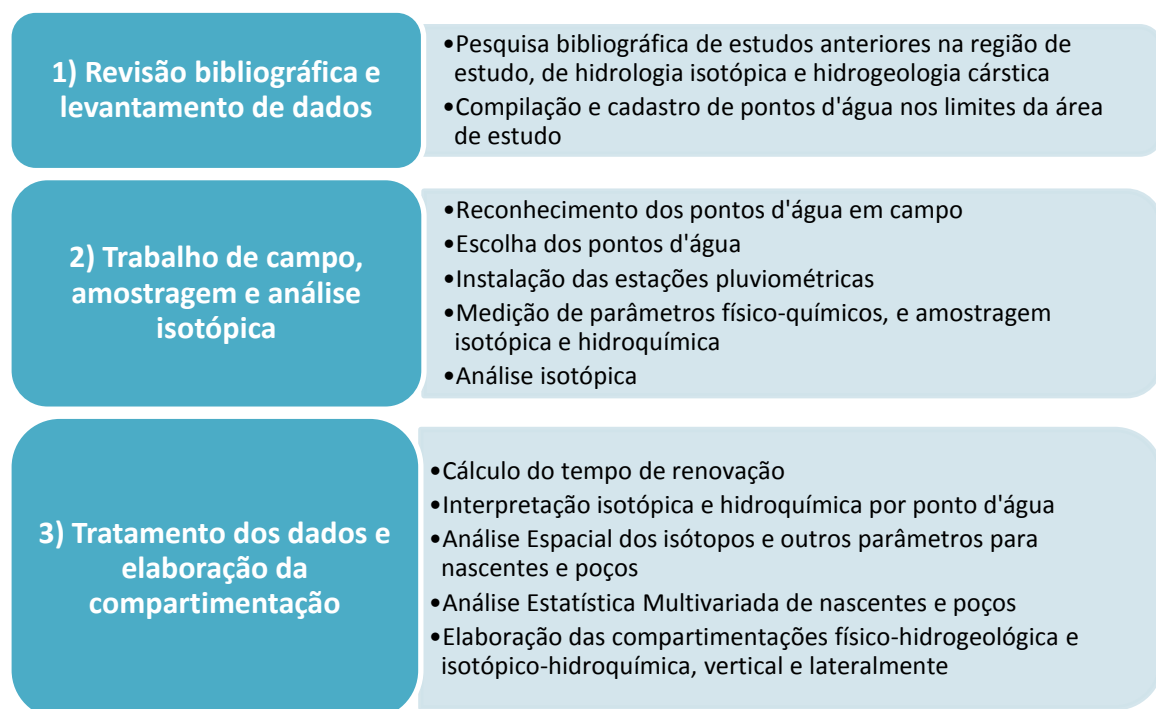 1) Revisão bibliográfica e
levantamento de dados
•Pesquisa bibliográfica de estudos anteriores na região de
estudo, de hidrologia isotópica e hidrogeologia cárstica
•Compilação e cadastro de pontos d'água nos limites da área
de estudo
2) Trabalho de campo,
amostragem e análise
isotópica
•Reconhecimento dos pontos d'água em campo
•Escolha dos pontos d'água
•Instalação das estações pluviométricas
•Medição de parâmetros físico-químicos, e amostragem
isotópica e hidroquímica
•Análise isotópica
3) Tratamento dos dados e
elaboração da
compartimentação
•Cálculo do tempo de renovação
•Interpretação isotópica e hidroquímica por ponto d'água
•Análise Espacial dos isótopos e outros parâmetros para
nascentes e poços
•Análise Estatística Multivariada de nascentes e poços
•Elaboração das compartimentações físico-hidrogeológica e
isotópico-hidroquímica, vertical e lateralmente